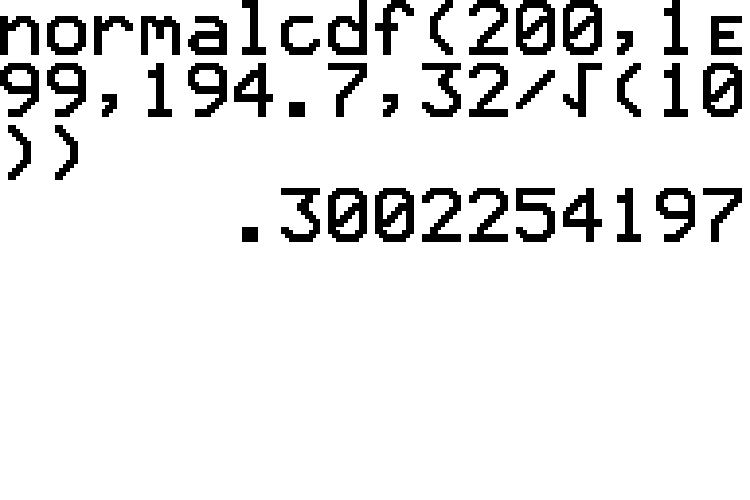 normalcdf(200,1ᴇ
99,194.7,32/√(10
))
.3002254197